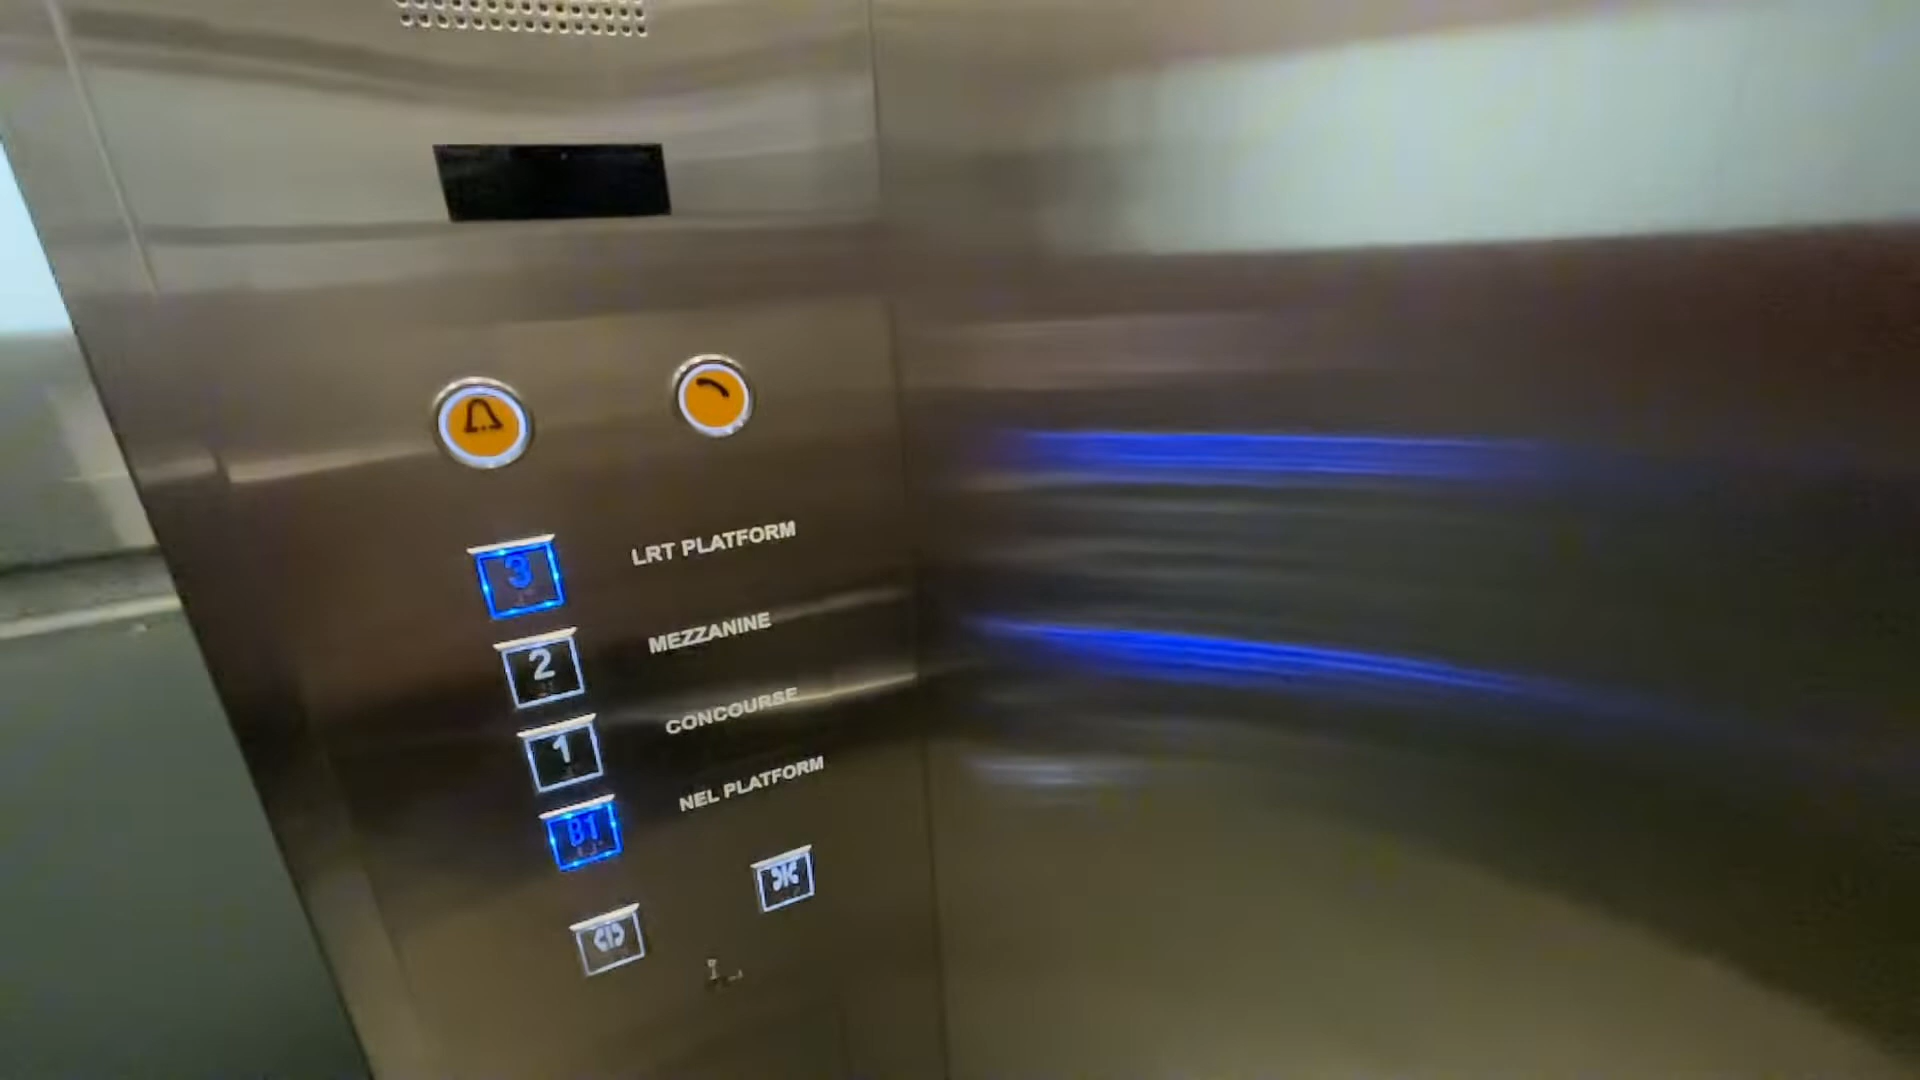 3 LRT PLATFORM
2 MEZZANINE
1 CONCOURSE
B1 NEL PLATFORM